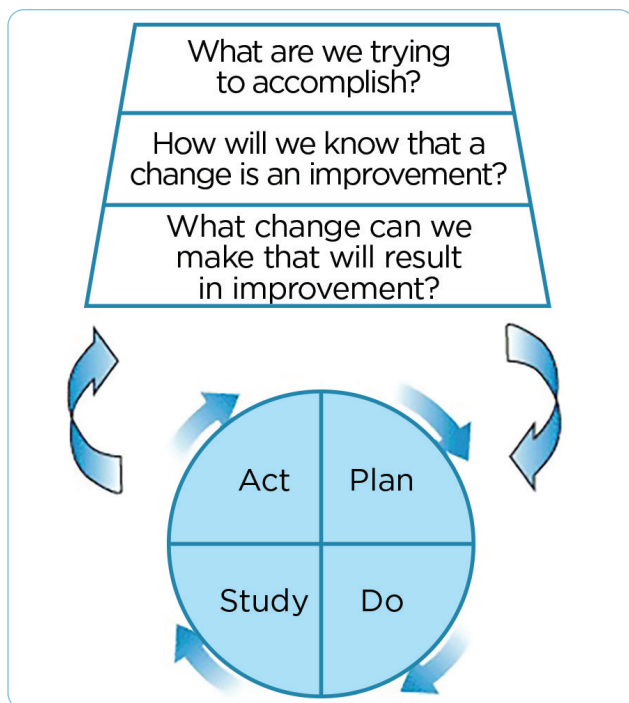 What are we trying
to accomplish?
How will we know that a
change is an improvement?
What change can we
make that will result
in improvement?
Act
Plan
Study
Do